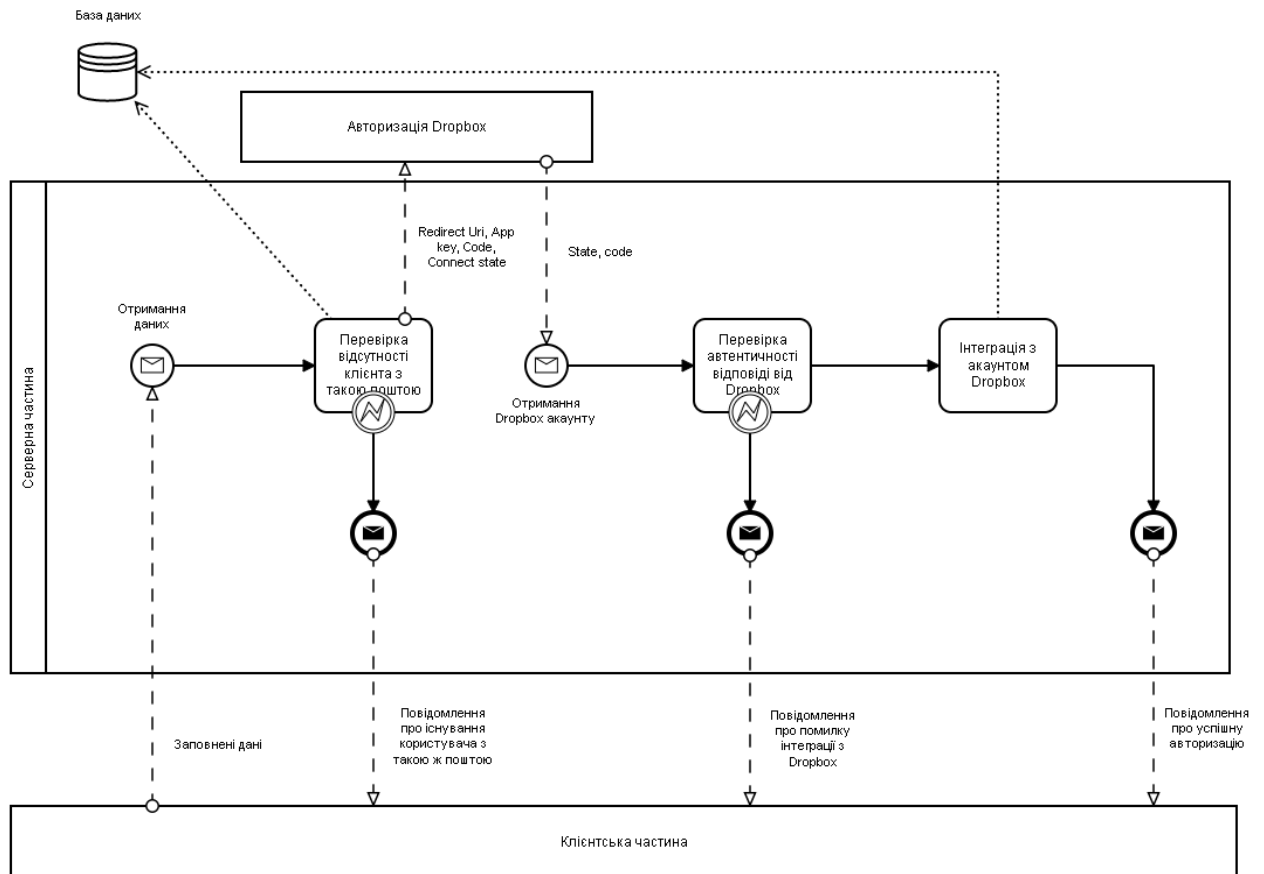 База даних
Авторизація Dropbox
Redirect Uri, App
key, Code,
Connect state
State, code
Отримання
даних
Перевірка
відсутності
клієнта з
такою поштою
Отримання
Dropbox акаунту
Перевірка
автентичності
відповіді від
Dropbox
Інтеграція з
акаунтом
Dropbox
Серверна частина
Заповнені дані
Повідомлення
про існування
користувача з
такою ж поштою
Повідомлення
про помилку
інтеграції з
Dropbox
Повідомлення
про успішну
авторизацію
Клієнтська частина